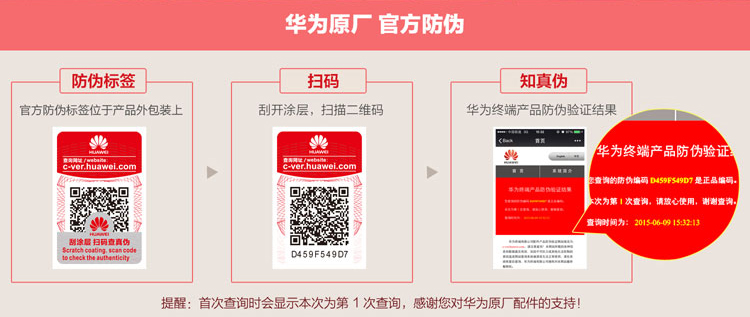 华为原厂 官方防伪
防伪标签
官方防伪标签位于产品外包装上
HUAWEI
查询网址/website:
c-ver.huawei.com
HUAWEI
刮涂层 扫码查真伪
Scratch coating, scan code
to check the authenticity
扫码
刮开涂层，扫描二维码
HUAWEI
查询网址/website:
c-ver.huawei.com
D459F549D7
知真伪
华为终端产品防伪验证结果
Back
首页
HUAWEI
English
首 页
华为终端产品防伪验证结果
华为终端产品防伪验证结
您查询的防伪编码 D459F549D7 是正品编码。
本次为第1次查询，请放心使用，谢谢查询。
查询时间为： 2015-06-09 15:32:13
提醒：首次查询时会显示本次为第 1 次查询，感谢您对华为原厂配件的支持！